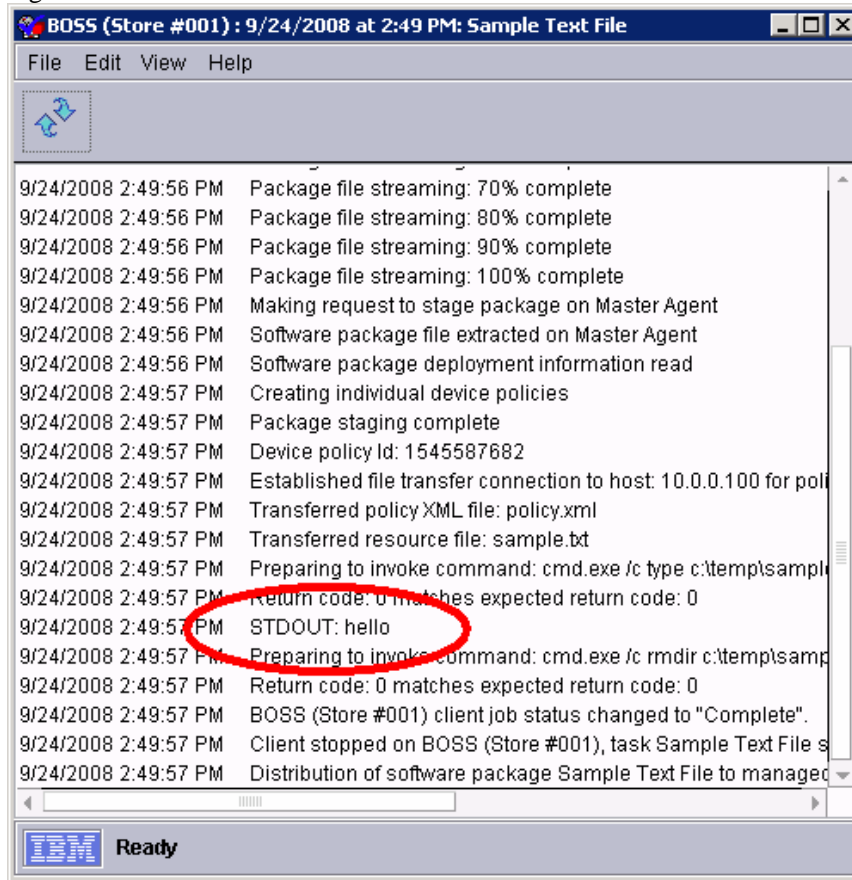 BOSS (Store #001) : 9/24/2008 at 2:49 PM: Sample Text File
File Edit View Help
9/24/2008 2:49:56 PM Package file streaming: 70% complete
9/24/2008 2:49:56 PM Package file streaming: 80% complete
9/24/2008 2:49:56 PM Package file streaming: 90% complete
9/24/2008 2:49:56 PM Package file streaming: 100% complete
9/24/2008 2:49:56 PM Making request to stage package on Master Agent
9/24/2008 2:49:56 PM Software package file extracted on Master Agent
9/24/2008 2:49:56 PM Software package deployment information read
9/24/2008 2:49:57 PM Creating individual device policies
9/24/2008 2:49:57 PM Package staging complete
9/24/2008 2:49:57 PM Device policy Id: 1545587682
9/24/2008 2:49:57 PM Established file transfer connection to host: 10.0.0.100 for poli
9/24/2008 2:49:57 PM Transferred policy XML file: policy.xml
9/24/2008 2:49:57 PM Transferred resource file: sample.txt
9/24/2008 2:49:57 PM Preparing to invoke command: cmd.exe /c type c:\temp\sampl
9/24/2008 2:49:57 PM Return code: 0 matches expected return code: 0
9/24/2008 2:49:57 PM STDOUT: hello
9/24/2008 2:49:57 PM Preparing to invoke command: cmd.exe /c rmdir c:\temp\samp
9/24/2008 2:49:57 PM Return code: 0 matches expected return code: 0
9/24/2008 2:49:57 PM BOSS (Store #001) client job status changed to "Complete".
9/24/2008 2:49:57 PM Client stopped on BOSS (Store #001), task Sample Text File s
9/24/2008 2:49:57 PM Distribution of software package Sample Text File to managed
IBM Ready